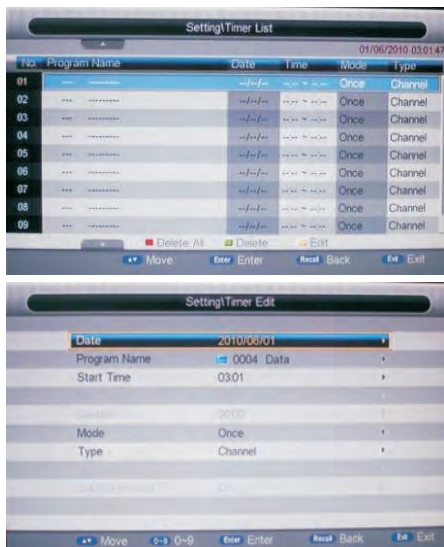 Setting\Timer List
01/06/2010 03:01:47
No. Program Name Date Time Mode Type
01 --- --------- --/--/-- --:-- ~ --:-- Once Channel
02 --- --------- --/--/-- --:-- ~ --:-- Once Channel
03 --- --------- --/--/-- --:-- ~ --:-- Once Channel
04 --- --------- --/--/-- --:-- ~ --:-- Once Channel
05 --- --------- --/--/-- --:-- ~ --:-- Once Channel
06 --- --------- --/--/-- --:-- ~ --:-- Once Channel
07 --- --------- --/--/-- --:-- ~ --:-- Once Channel
08 --- --------- --/--/-- --:-- ~ --:-- Once Channel
09 --- --------- --/--/-- --:-- ~ --:-- Once Channel
Delete All Delete Edit
Move Enter Enter Recall Back Exit Exit
Setting\Timer Edit
Date 2010/06/01
Program Name 0004 Data
Start Time 03:01
00:00
Mode Once
Type Channel
Move 0~9 0~9 Enter Enter Recall Back Exit Exit